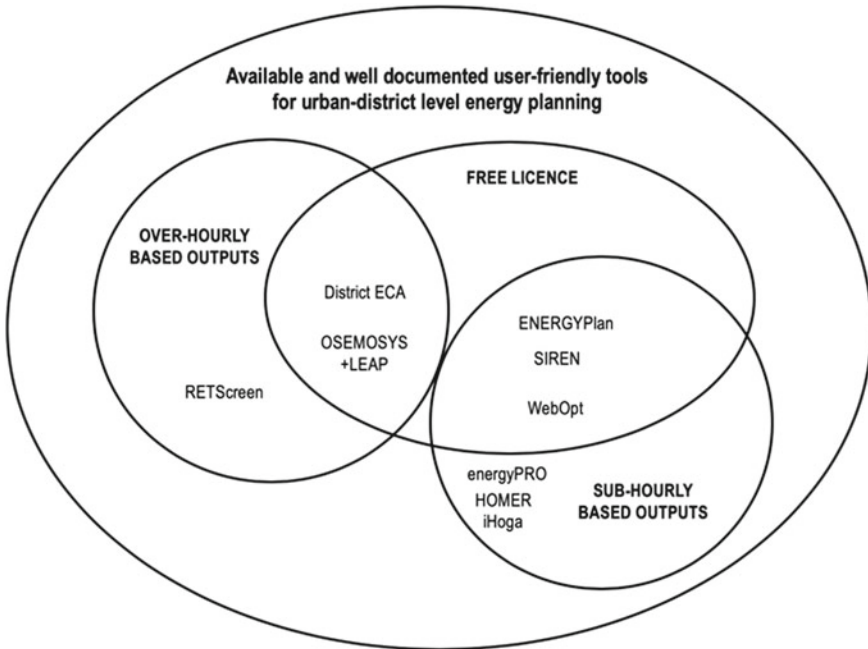 Available and well documented user-friendly tools
for urban-district level energy planning
FREE LICENCE
OVER-HOURLY
BASED OUTPUTS
District ECA
OSEMOSYS
+LEAP
RETScreen
ENERGYPlan
SIREN
WebOpt
energyPRO
HOMER
iHoga
SUB-HOURLY
BASED OUTPUTS